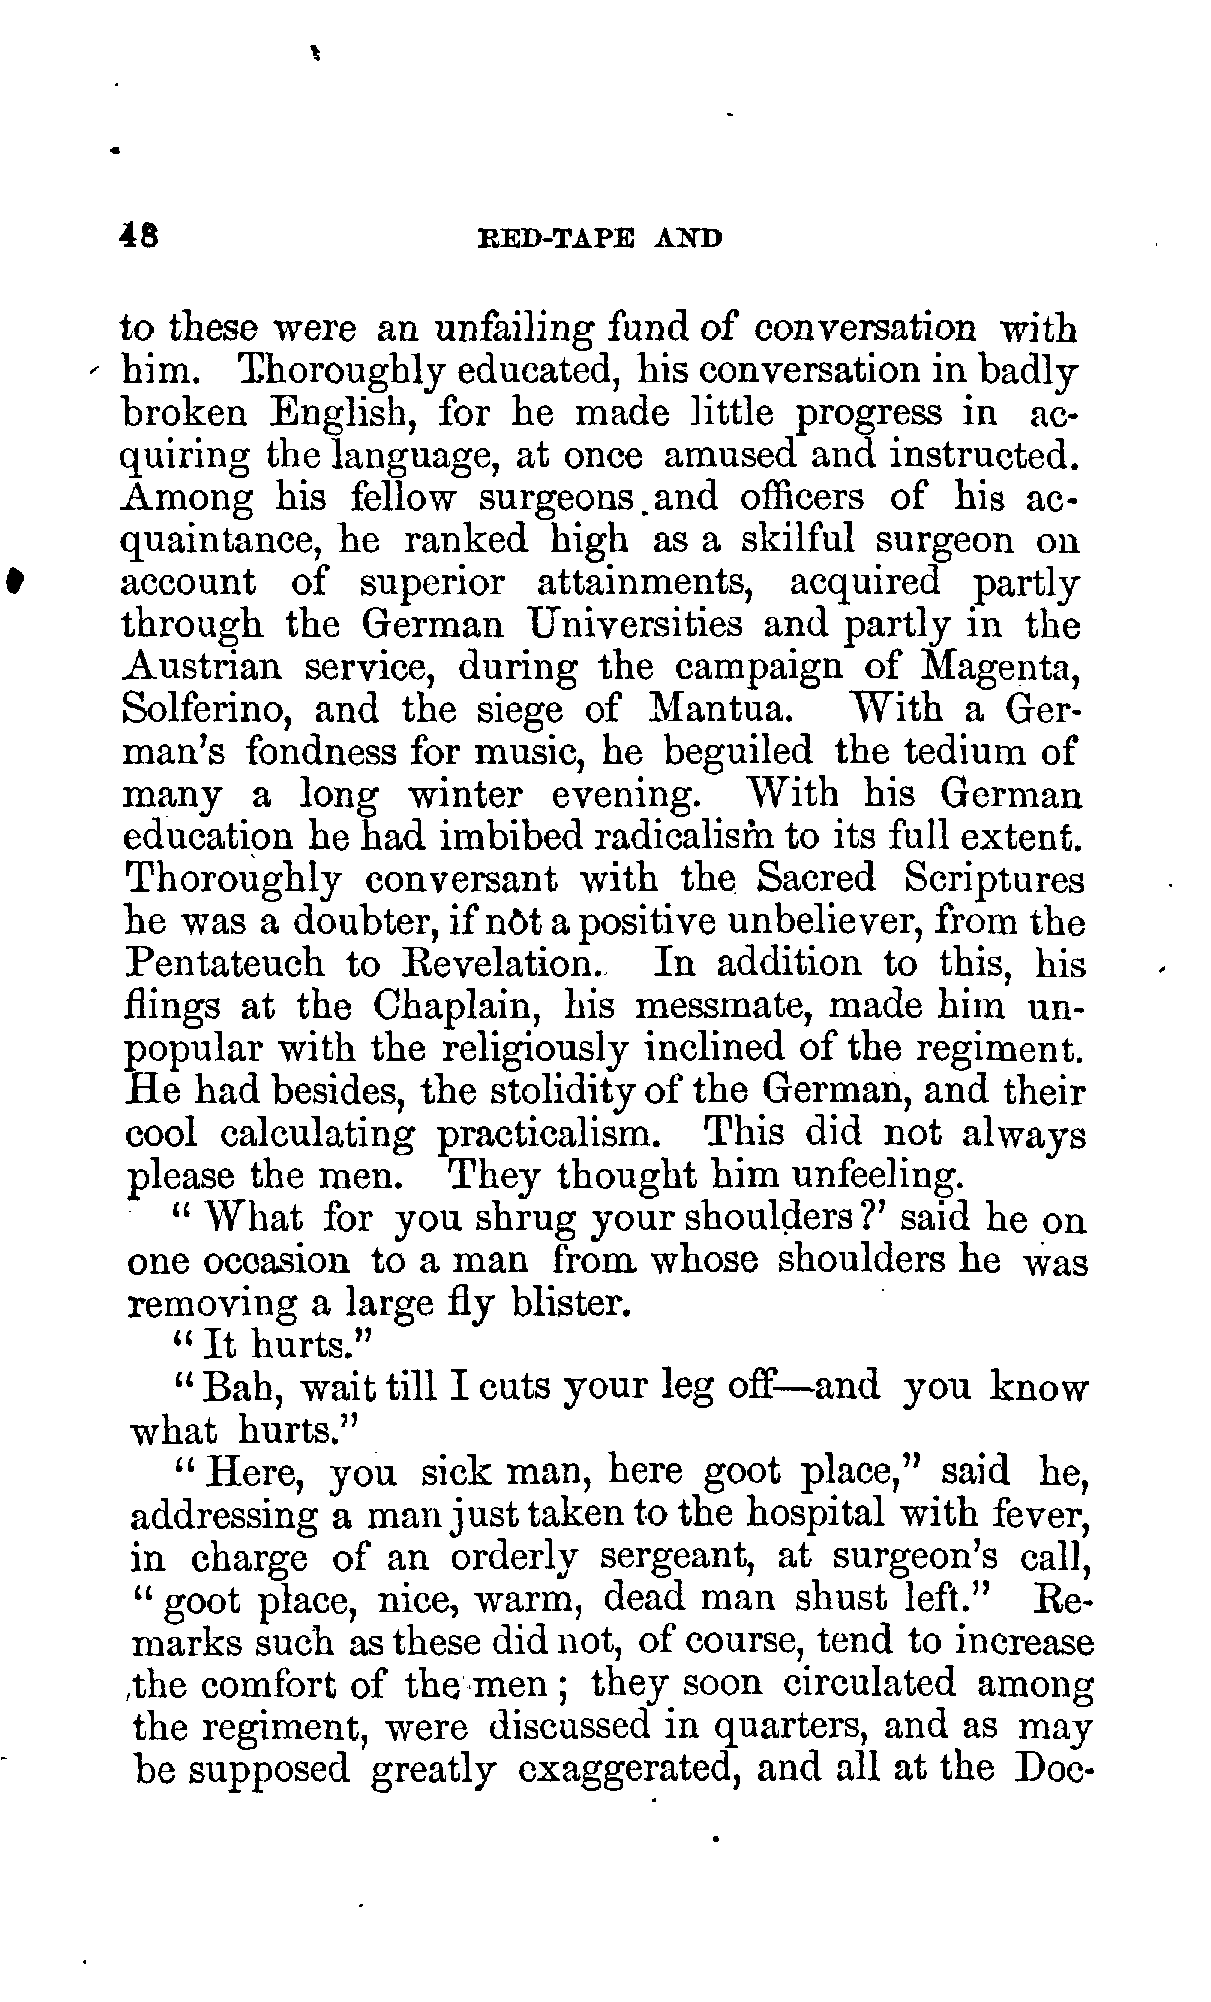 48 RED-TAPE AND
to these were an unfailing fund of conversation with
him. Thoroughly educated, his conversation in badly
broken English, for he made little progress in ac-
quiring the language, at once amused and instructed.
Among his fellow surgeons and officers of his ac-
quaintance, he ranked high as a skilful surgeon on
account of superior attainments, acquired partly
through the German Universities and partly in the
Austrian service, during the campaign of Magenta,
Solferino, and the siege of Mantua. With a Ger-
man's fondness for music, he beguiled the tedium of
many a long winter evening. With his German
education he had imbibed radicalism to its full extent.
Thoroughly conversant with the Sacred Scriptures
he was a doubter, if not a positive unbeliever, from the
Pentateuch to Revelation. In addition to this, his
flings at the Chaplain, his messmate, made him un-
popular with the religiously inclined of the regiment.
He had besides, the stolidity of the German, and their
cool calculating practicalism. This did not always
please the men. They thought him unfeeling.
"What for you shrug your shoulders?' said he on
one occasion to a man from whose shoulders he was
removing a large fly blister.
"It hurts."
"Bah, wait till I cuts your leg off—and you know
what hurts."
"Here, you sick man, here goot place," said he,
addressing a man just taken to the hospital with fever,
in charge of an orderly sergeant, at surgeon's call,
"goot place, nice, warm, dead man shust left." Re-
marks such as these did not, of course, tend to increase
the comfort of the men; they soon circulated among
the regiment, were discussed in quarters, and as may
be supposed greatly exaggerated, and all at the Doc-